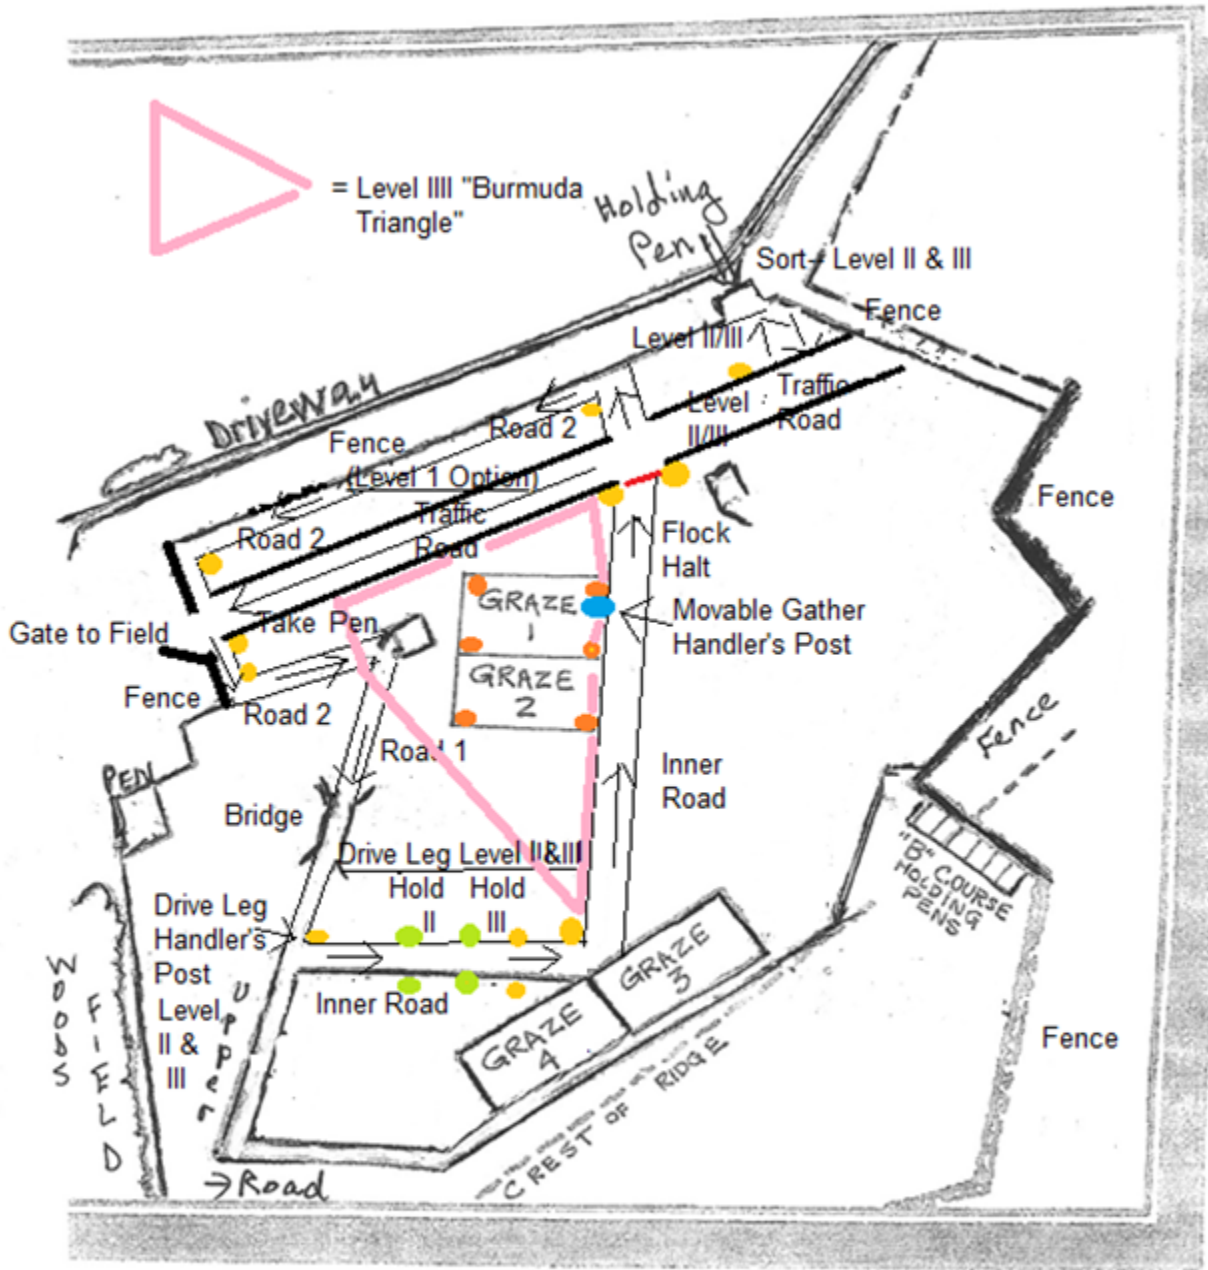 = Level IIII "Burmuda
Triangle"
Holding
Pen
Sort-- Level II & III
Fence
Level II/III
Traffic
Road
Level
II/III
Driveway
Road 2
Fence
(Level 1 Option)
Traffic
Road
Road 2
Fence
Flock
Halt
GRAZE
1
Movable Gather
Handler's Post
Take Pen
Gate to Field
Fence
Road 2
GRAZE
2
Road 1
Fence
Inner
Road
PEN
Bridge
Drive Leg Level II&III
Hold
II
Hold
III
"B" COURSE
HOLDING
PENS
Drive Leg
Handler's
Post
Level
II &
III
Upper
WOODS
FIELD
Inner Road
GRAZE
3
GRAZE
4
Fence
CREST OF RIDGE
Road